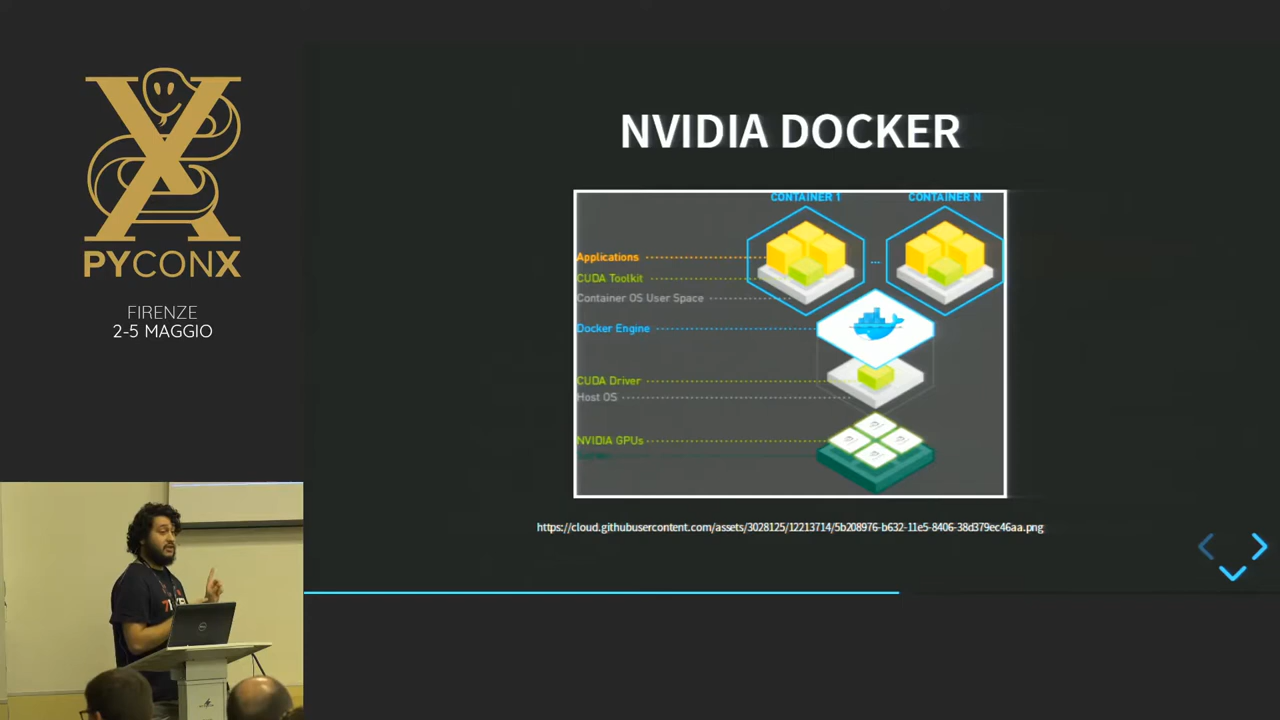 PYCONX
FIRENZE
2-5 MAGGIO
NVIDIA DOCKER
CONTAINER 1
CONTAINER N
Applications
...
CUDA Toolkit
Container OS User Space
Docker Engine
CUDA Driver
Host OS
NVIDIA GPUs
https://cloud.githubusercontent.com/assets/3028125/12213714/5b208976-b632-11e5-8406-38d379ec46aa.png